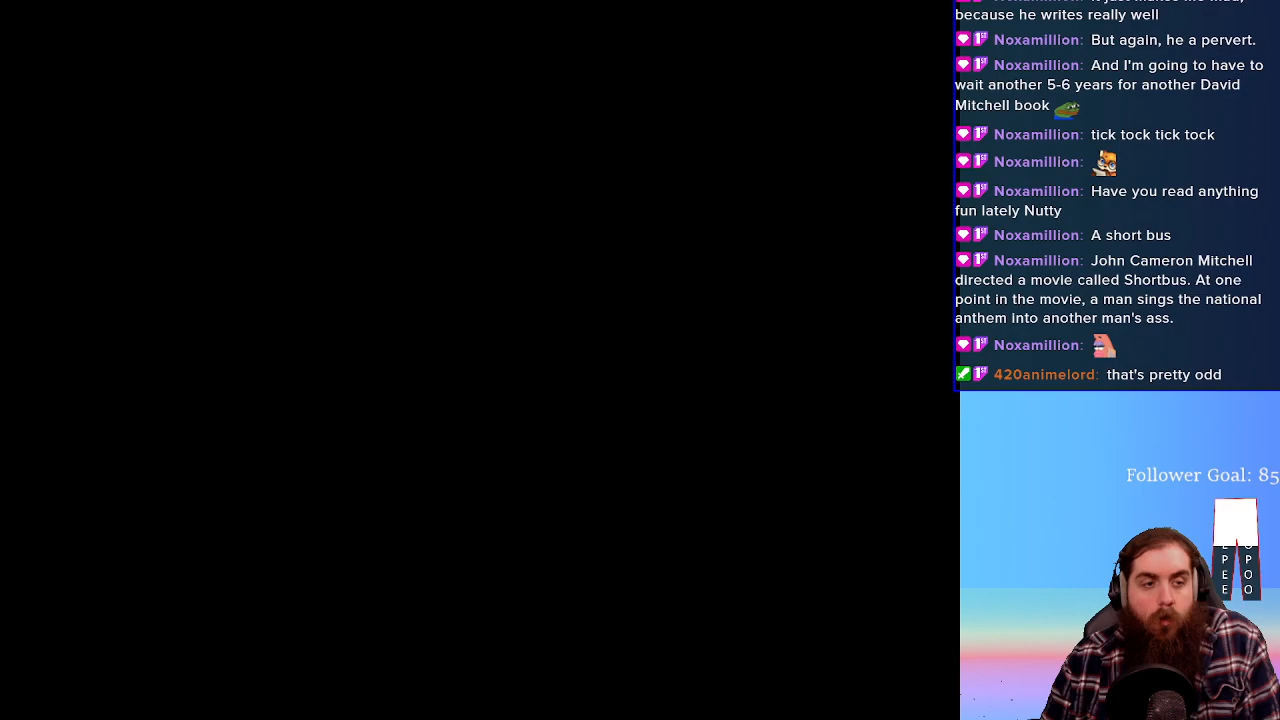 because he writes really well
Noxamillion: But again, he a pervert.
Noxamillion: And I'm going to have to
wait another 5-6 years for another David
Mitchell book
Noxamillion: tick tock tick tock
Noxamillion:
Noxamillion: Have you read anything
fun lately Nutty
Noxamillion: A short bus
Noxamillion: John Cameron Mitchell
directed a movie called Shortbus. At one
point in the movie, a man sings the national
anthem into another man's ass.
Noxamillion:
420animelord: that's pretty odd
Follower Goal: 85
P P
E O
E O